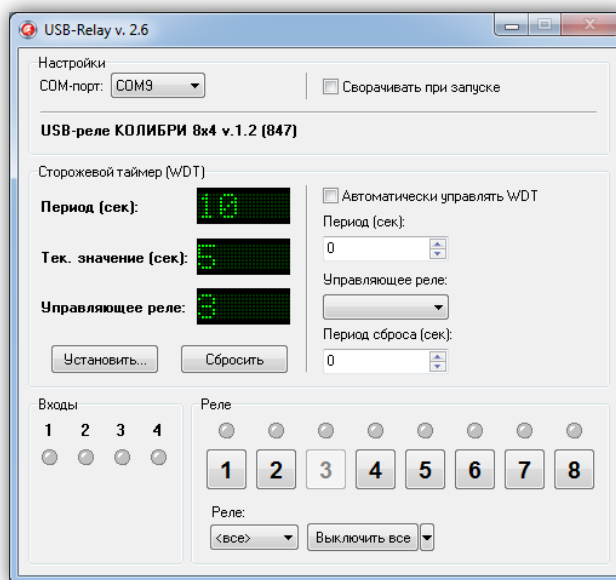 USB-Relay v. 2.6
Настройки
COM-порт: COM9
Сворачивать при запуске
USB-реле КОЛИБРИ 8x4 v.1.2 (847)
Сторожевой таймер (WDT)
Период (сек): 10
Тек. значение (сек): 5
Управляющее реле: 3
Установить...
Сбросить
Автоматически управлять WDT
Период (сек):
0
Управляющее реле:
Период сброса (сек):
0
Входы
1 2 3 4
Реле
1 2 3 4 5 6 7 8
Реле:
<все> Выключить все